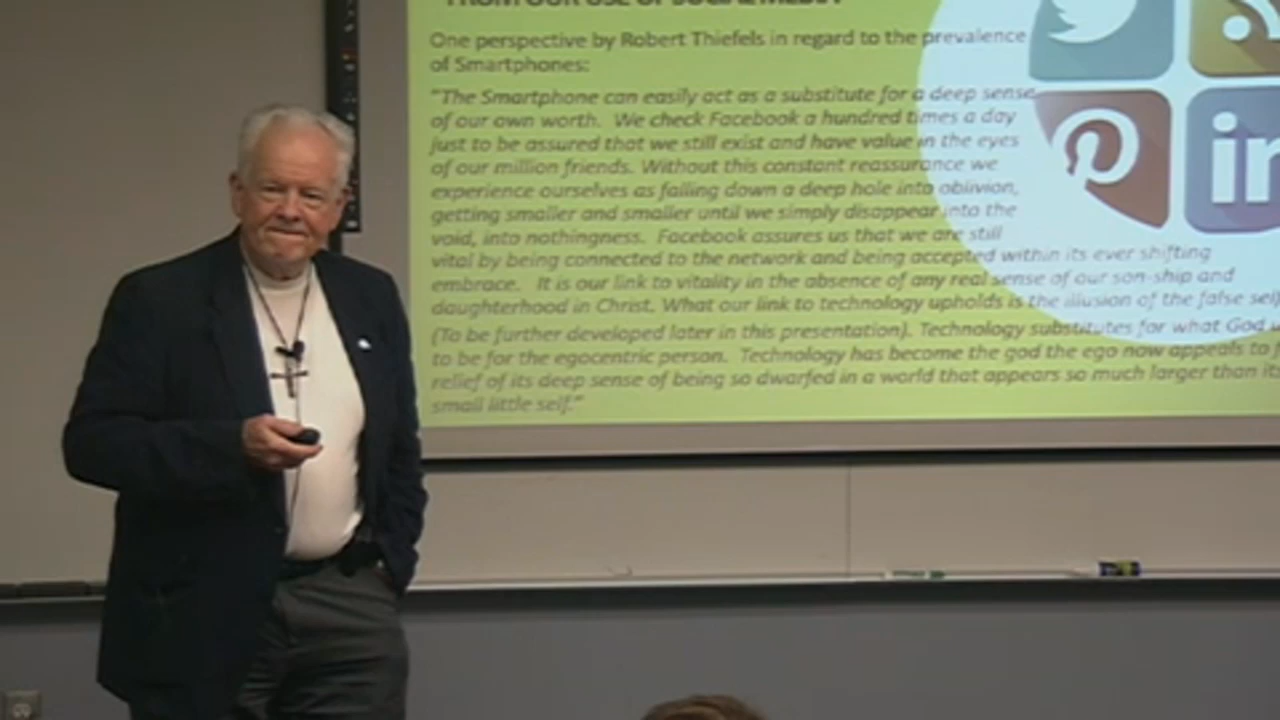 FROM OUR USE OF SOCIAL MEDIA
One perspective by Robert Thiefels in regard to the prevalence
of Smartphones:
"The Smartphone can easily act as a substitute for a deep sense
of our own worth. We check Facebook a hundred times a day
just to be assured that we still exist and have value in the eyes
of our million friends. Without this constant reassurance we
experience ourselves as falling down a deep hole into oblivion,
getting smaller and smaller until we simply disappear into the
void, into nothingness. Facebook assures us that we are still
vital by being connected to the network and being accepted within its ever shifting
embrace. It is our link to vitality in the absence of any real sense of our son-ship and
daughterhood in Christ. What our link to technology upholds is the illusion of the false self
(To be further developed later in this presentation). Technology substitutes for what God
to be for the egocentric person. Technology has become the god the ego now appeals to
relief of its deep sense of being so dwarfed in a world that appears so much larger than its
small little self."
in